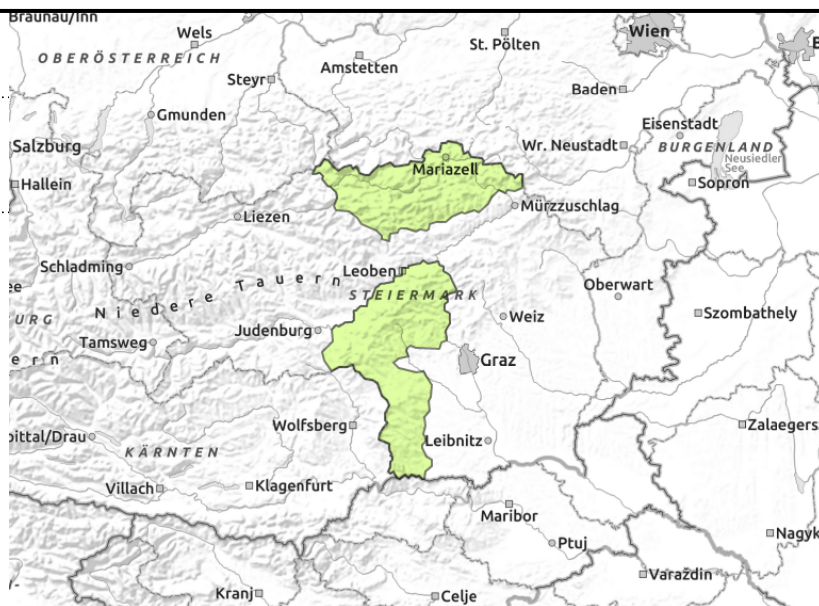 Braunau/Inn
Wels
OBERÖSTERREICH
St. Pölten
Wien
Amstetten
Steyr
Baden
Gmunden
Eisenstadt
Wr. Neustadt
BURGENLAND
Salzburg
Neusiedler
See
Mariazell
Hallein
Sopron
Liezen
Mürzzuschlag
Schladming
Leoben
Niedere Tauern
STEIERMARK
Oberwart
Szombathely
Weiz
Judenburg
Tamsweg
Graz
Wolfsberg
Leibnitz
KÄRNTEN
Villach
Klagenfurt
Maribor
Ptuj
Varaždin
Kranj
Celje